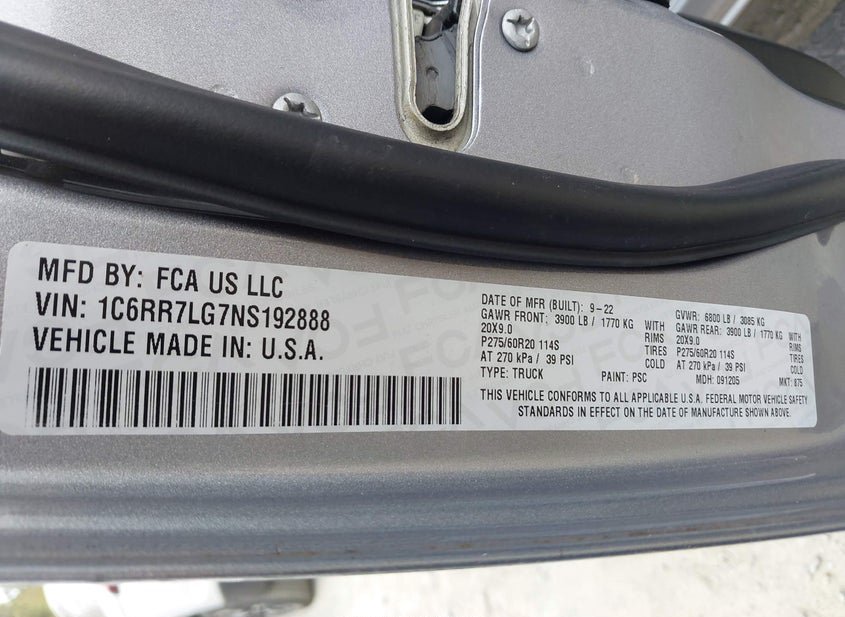 MFD BY: FCA US LLC
VIN: 1C6RR7LG7NS192888
VEHICLE MADE IN: U.S.A.
DATE OF MFR (BUILT): 9-22 GVWR: 6800 LB / 3085 KG
GAWR FRONT: 3900 LB / 1770 KG WITH GAWR REAR: 3900 LB / 1770 KG WITH
20X9.0 RIMS 20X9.0 RIMS
P275/60R20 114S TIRES P275/60R20 114S TIRES
AT 270 kPa / 39 PSI COLD AT 270 kPa / 39 PSI COLD
TYPE: TRUCK PAINT: PSC MDH: 091205 MKT: 875
THIS VEHICLE CONFORMS TO ALL APPLICABLE U.S.A. FEDERAL MOTOR VEHICLE SAFETY
STANDARDS IN EFFECT ON THE DATE OF MANUFACTURE SHOWN ABOVE.